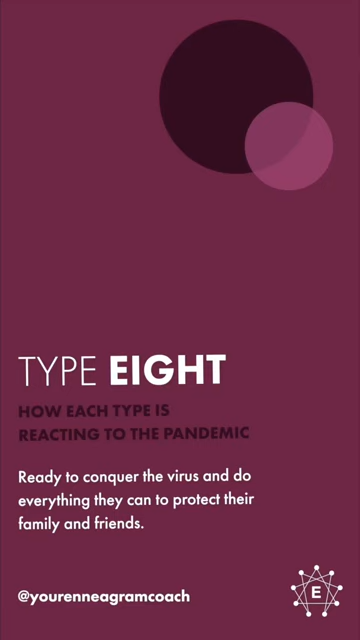 TYPE EIGHT
HOW EACH TYPE IS
REACTING TO THE PANDEMIC
Ready to conquer the virus and do
everything they can to protect their
family and friends.
@yourenneagramcoach
E